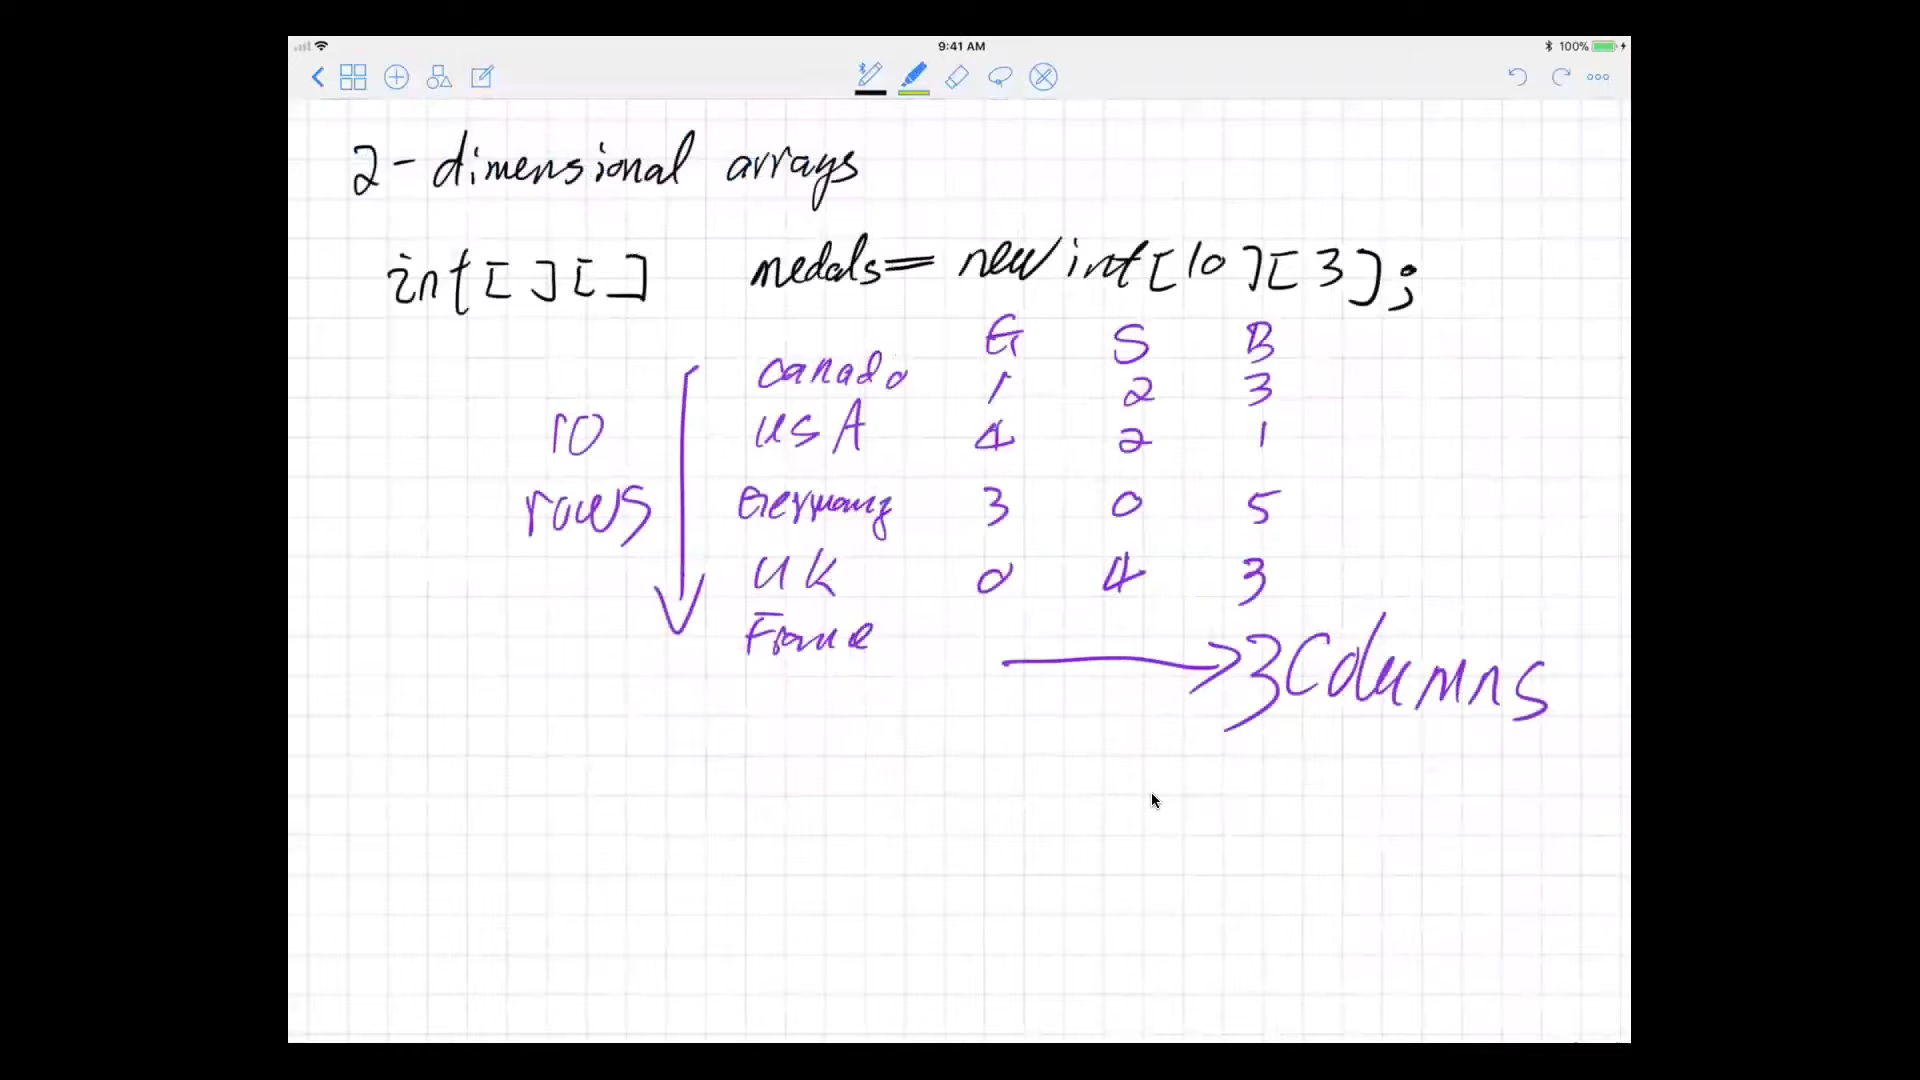 9:41 AM
100%
2-dimensional arrays
int[][] medals = new int[10][3];
G S B
Canada 1 2 3
USA 4 2 1
Germany 3 0 5
UK 0 4 3
France
10
rows
3 Columns